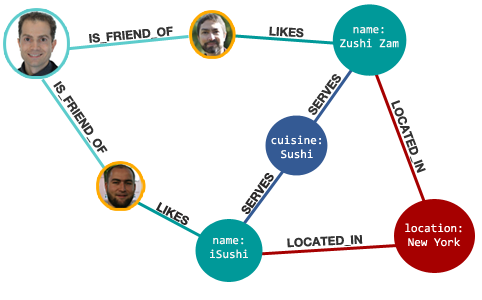 IS_FRIEND_OF
LIKES
name:
Zushi Zam
IS_FRIEND_OF
SERVES
LOCATED_IN
cuisine:
Sushi
SERVES
LIKES
name:
iSushi
LOCATED_IN
location:
New York